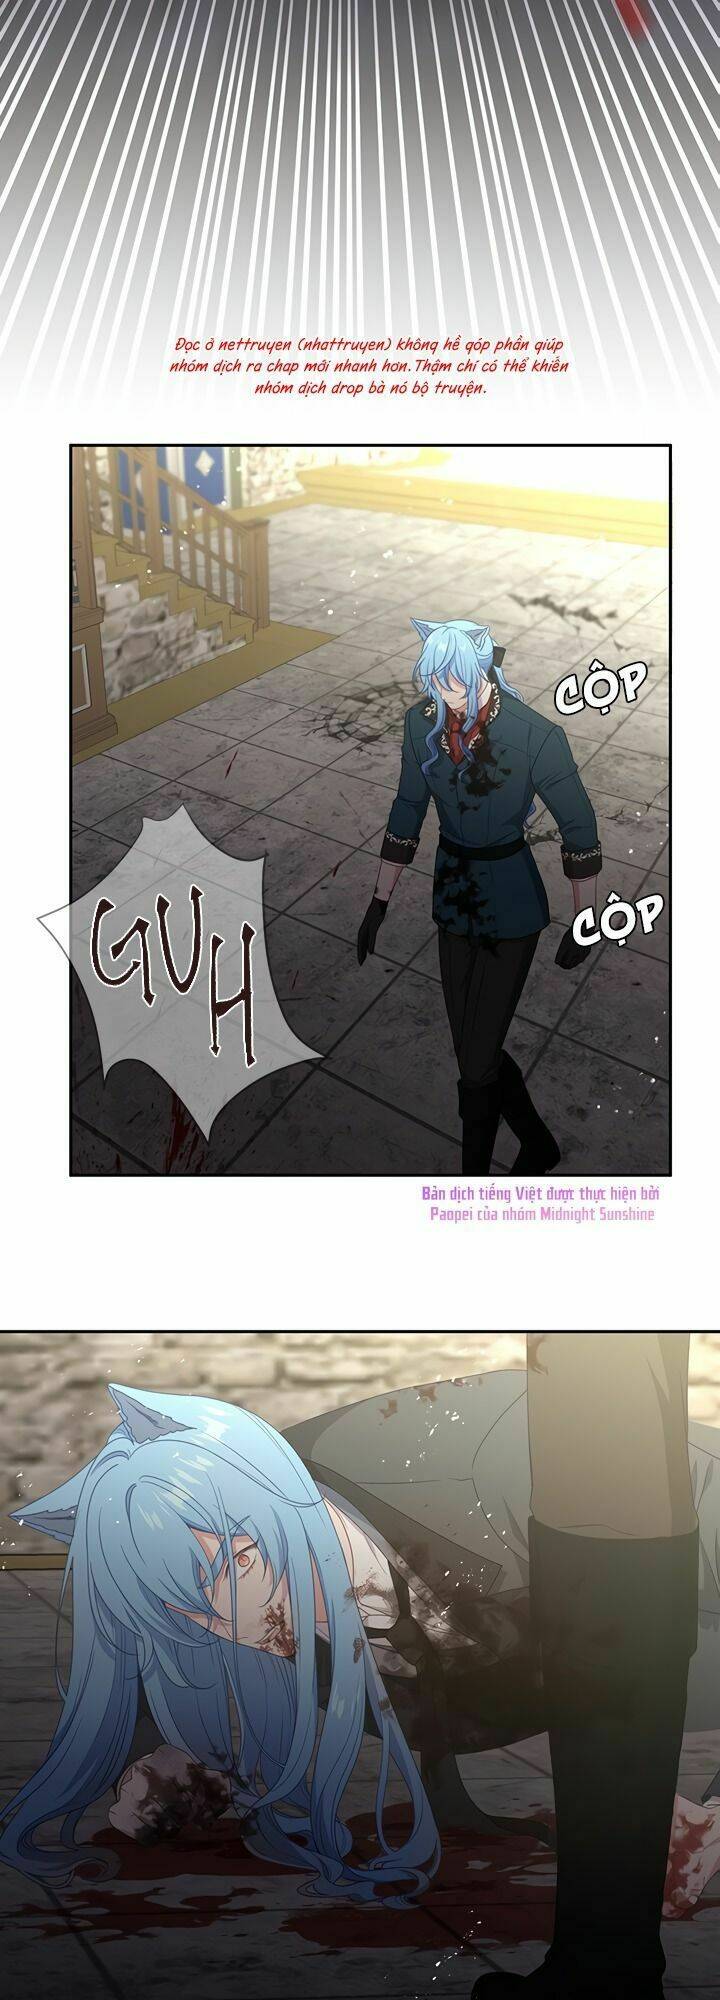 Đọc ở nettruyen (nhattruyen) không hề góp phần giúp
nhóm dịch ra chap mới nhanh hơn.Thậm chí có thể khiến
nhóm dịch drop bà nó bộ truyện.
CỘP
CỘP
GUH
Bản dịch tiếng Việt được thực hiện bởi
Paopei của nhóm Midnight Sunshine